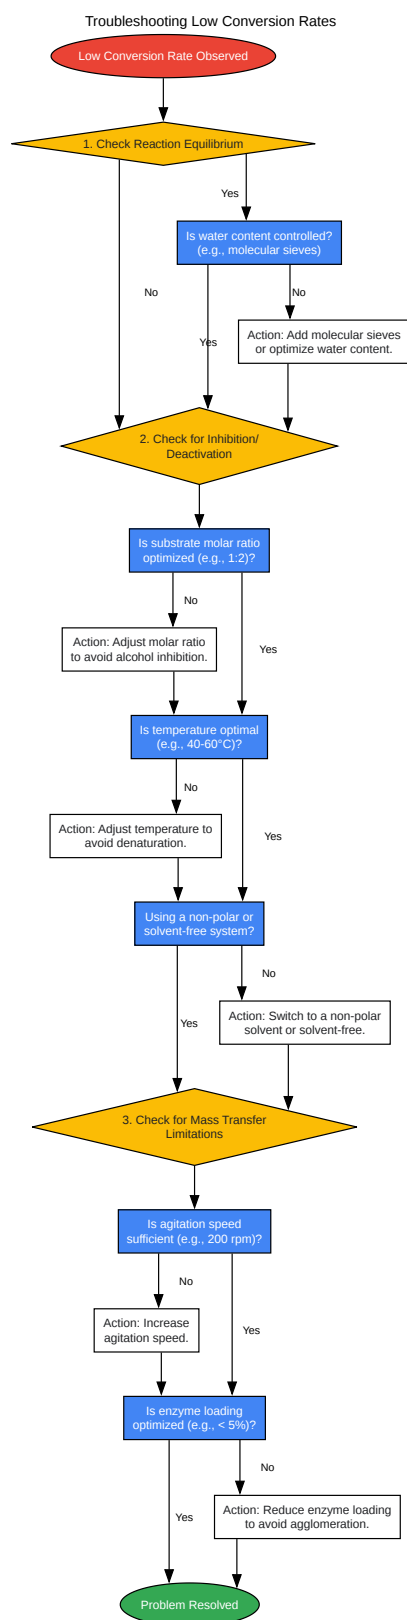 Troubleshooting Low Conversion Rates
Low Conversion Rate Observed
1. Check Reaction Equilibrium
Yes
Is water content controlled?
(e.g., molecular sieves)
No
No
Yes
Action: Add molecular sieves
or optimize water content.
2. Check for Inhibition/
Deactivation
Is substrate molar ratio
optimized (e.g., 1:2)?
No
Action: Adjust molar ratio
to avoid alcohol inhibition.
Yes
Is temperature optimal
(e.g., 40-60°C)?
No
Action: Adjust temperature to
avoid denaturation.
Yes
Using a non-polar or
solvent-free system?
No
Yes
Action: Switch to a non-polar
solvent or solvent-free.
3. Check for Mass Transfer
Limitations
Is agitation speed
sufficient (e.g., 200 rpm)?
No
Action: Increase
agitation speed.
Yes
Is enzyme loading
optimized (e.g., < 5%)?
No
Yes
Action: Reduce enzyme loading
to avoid agglomeration.
Problem Resolved